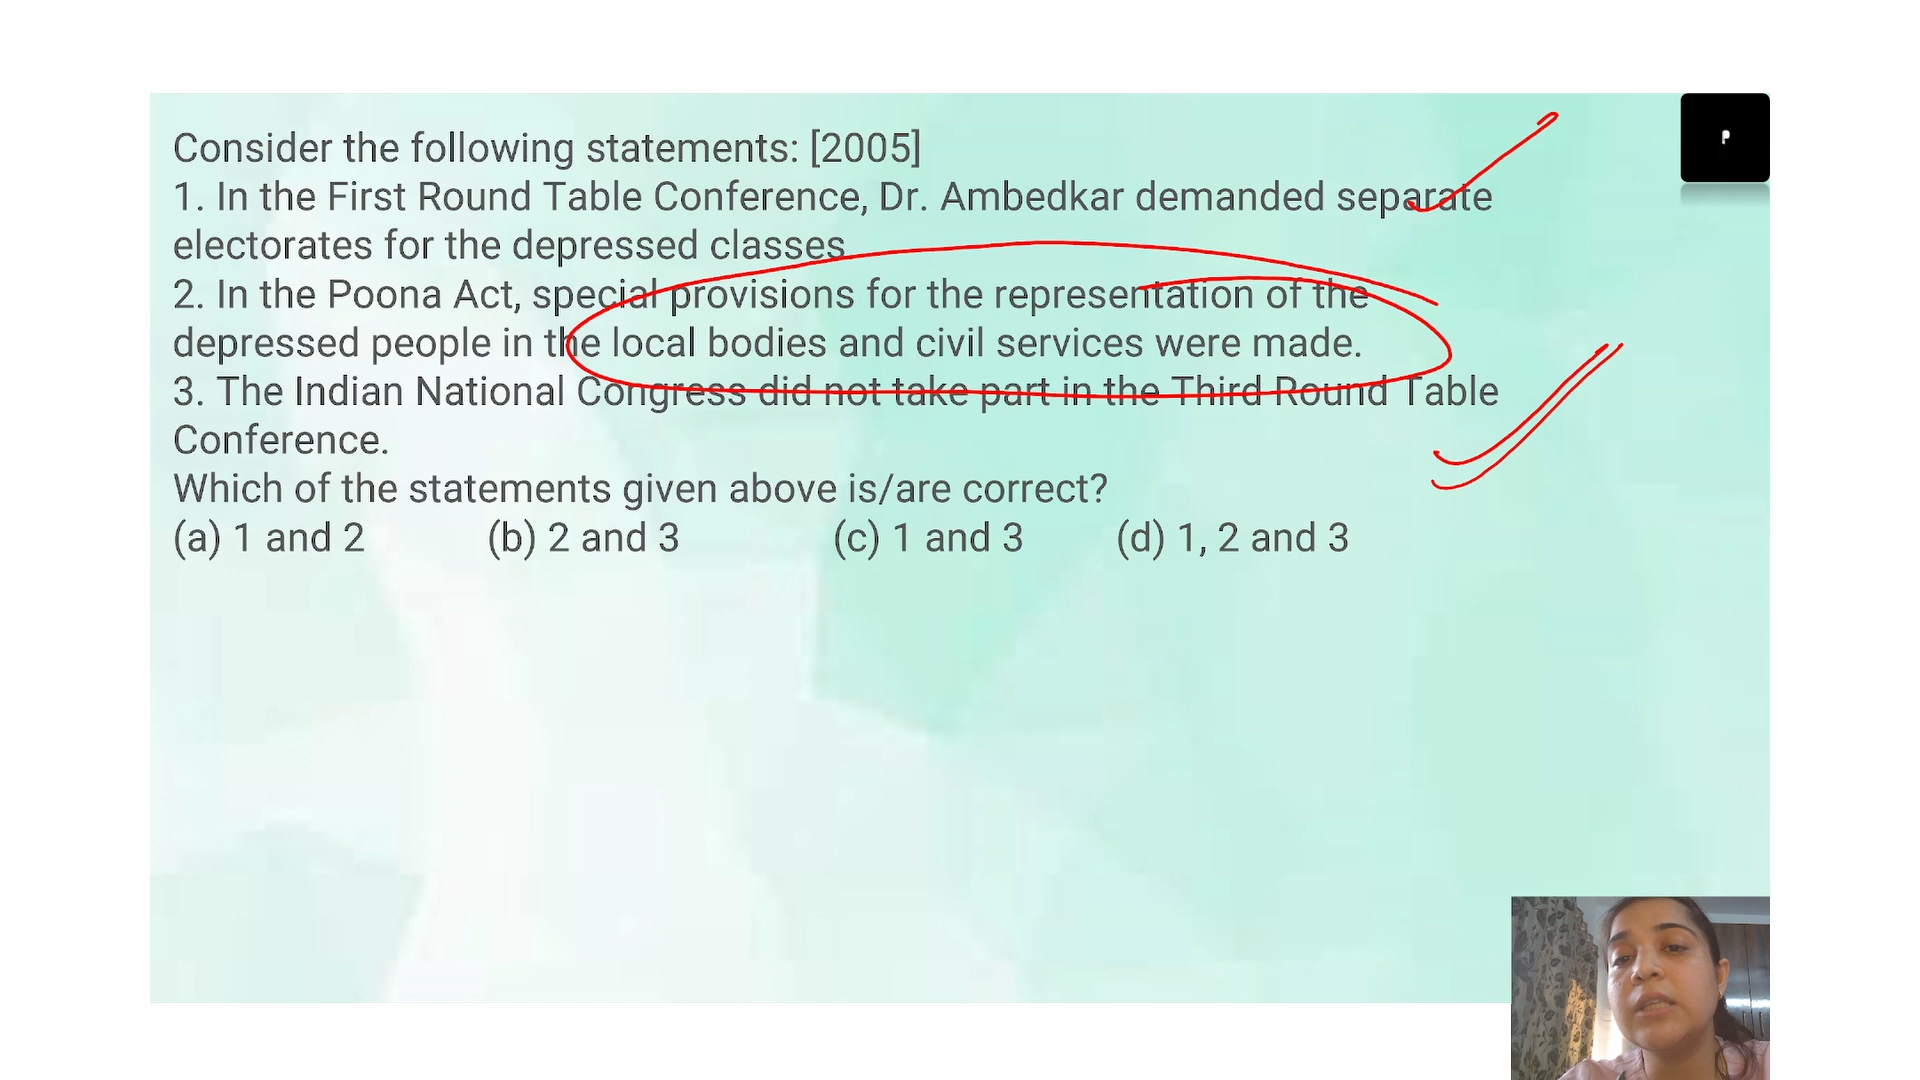 Consider the following statements: [2005]
1. In the First Round Table Conference, Dr. Ambedkar demanded separate
electorates for the depressed classes.
2. In the Poona Act, special provisions for the representation of the
depressed people in the local bodies and civil services were made.
3. The Indian National Congress did not take part in the Third Round Table
Conference.
Which of the statements given above is/are correct?
(a) 1 and 2 (b) 2 and 3 (c) 1 and 3 (d) 1, 2 and 3